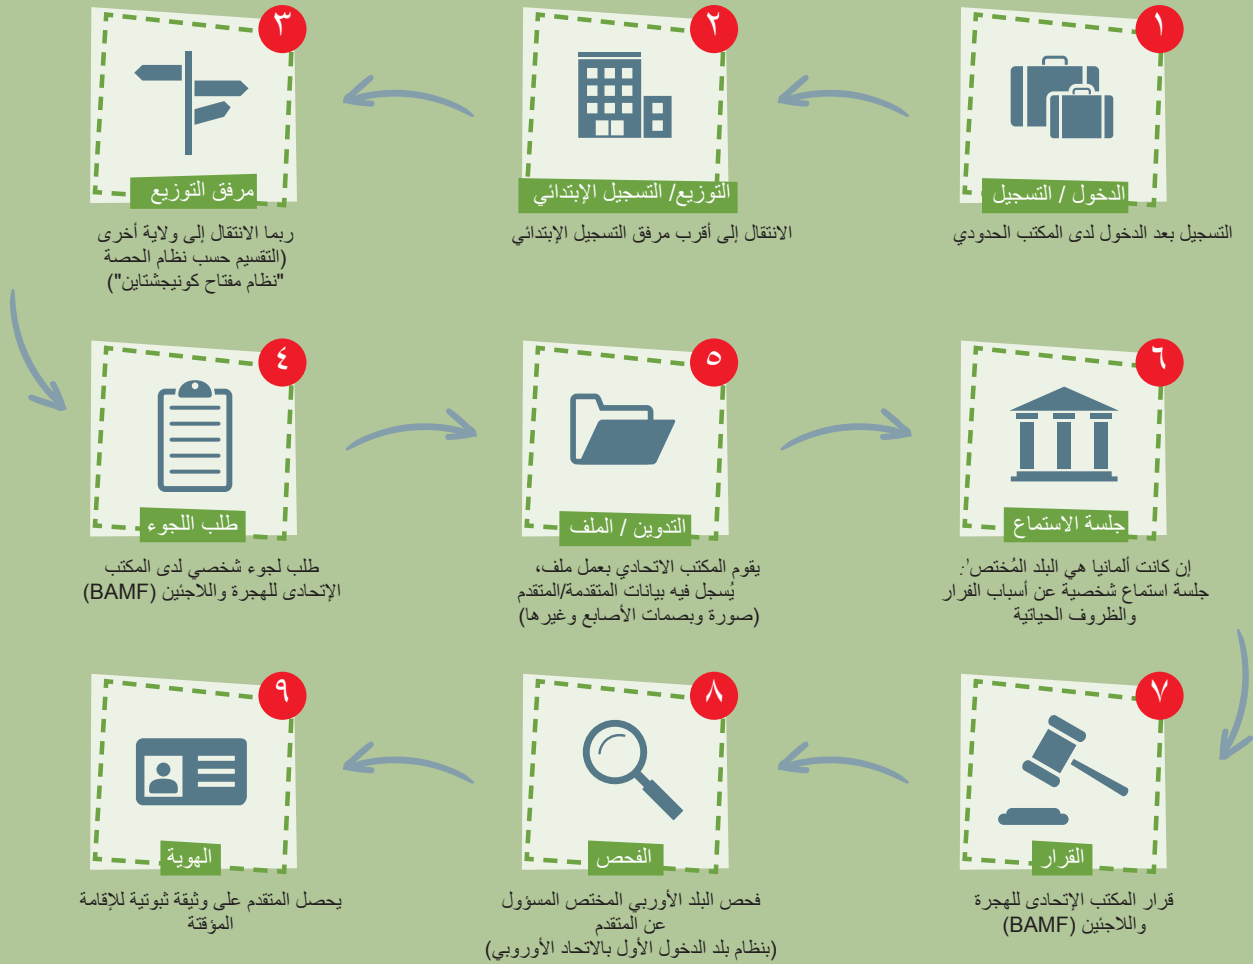 ١
الدخول / التسجيل
التسجيل بعد الدخول لدى المكتب الحدودي
٢
التوزيع/ التسجيل الإبتدائي
الانتقال إلى أقرب مرفق التسجيل الإبتدائي
٣
مرفق التوزيع
ربما الانتقال إلى ولاية أخرى
(التقسيم حسب نظام الحصة
"نظام مفتاح كونيجشتاين")
٤
طلب اللجوء
طلب لجوء شخصي لدى المكتب
الإتحادى للهجرة واللاجئين (BAMF)
٥
التدوين / الملف
يقوم المكتب الاتحادي بعمل ملف،
يُسجل فيه بيانات المتقدمة/المتقدم
(صورة وبصمات الأصابع وغيرها)
٦
جلسة الاستماع
إن كانت ألمانيا هي البلد المُختص١:
جلسة استماع شخصية عن أسباب الفرار
والظروف الحياتية
٧
القرار
قرار المكتب الإتحادى للهجرة
واللاجئين (BAMF)
٨
الفحص
فحص البلد الأوربي المختص المسؤول
عن المتقدم
(بنظام بلد الدخول الأول بالاتحاد الأوروبي)
٩
الهوية
يحصل المتقدم على وثيقة ثبوتية للإقامة
المؤقتة